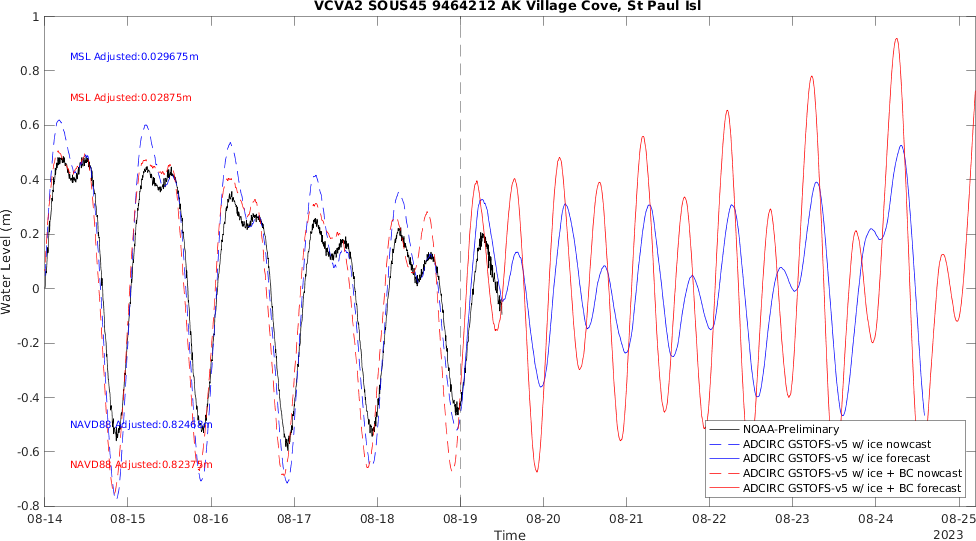 VCVA2 SOUS45 9464212 AK Village Cove, St Paul Isl
MSL Adjusted:0.029675m
MSL Adjusted:0.02875m
NAVD88 Adjusted:0.82468m
NAVD88 Adjusted:0.82375m
Water Level (m)
1
0.8
0.6
0.4
0.2
0
-0.2
-0.4
-0.6
-0.8
NOAA-Preliminary
ADCIRC GSTOFS-v5 w/ ice nowcast
ADCIRC GSTOFS-v5 w/ ice forecast
ADCIRC GSTOFS-v5 w/ ice + BC nowcast
ADCIRC GSTOFS-v5 w/ ice + BC forecast
08-14 08-15 08-16 08-17 08-18 08-19 08-20 08-21 08-22 08-23 08-24 08-25
2023
Time